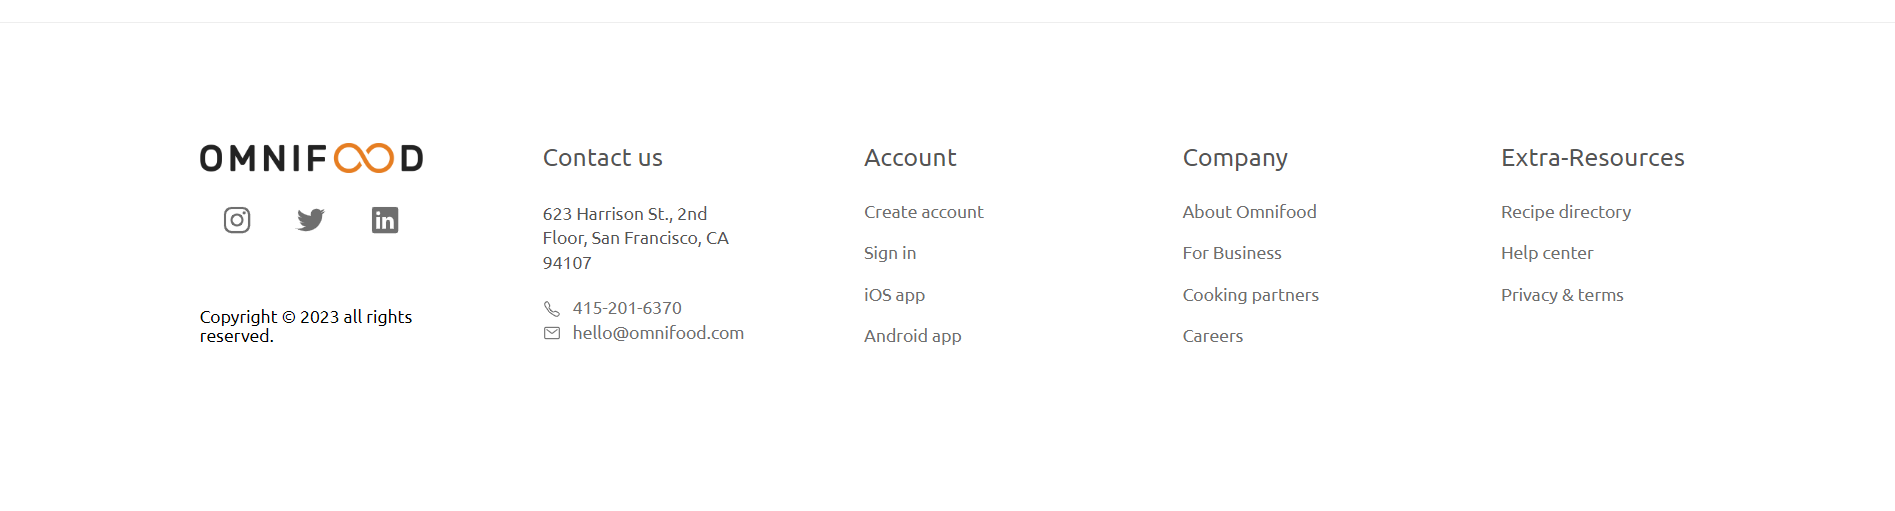 OMNIFOOD
Copyright © 2023 all rights
reserved.
Contact us
623 Harrison St., 2nd
Floor, San Francisco, CA
94107
415-201-6370
hello@omnifood.com
Account
Create account
Sign in
iOS app
Android app
Company
About Omnifood
For Business
Cooking partners
Careers
Extra-Resources
Recipe directory
Help center
Privacy & terms